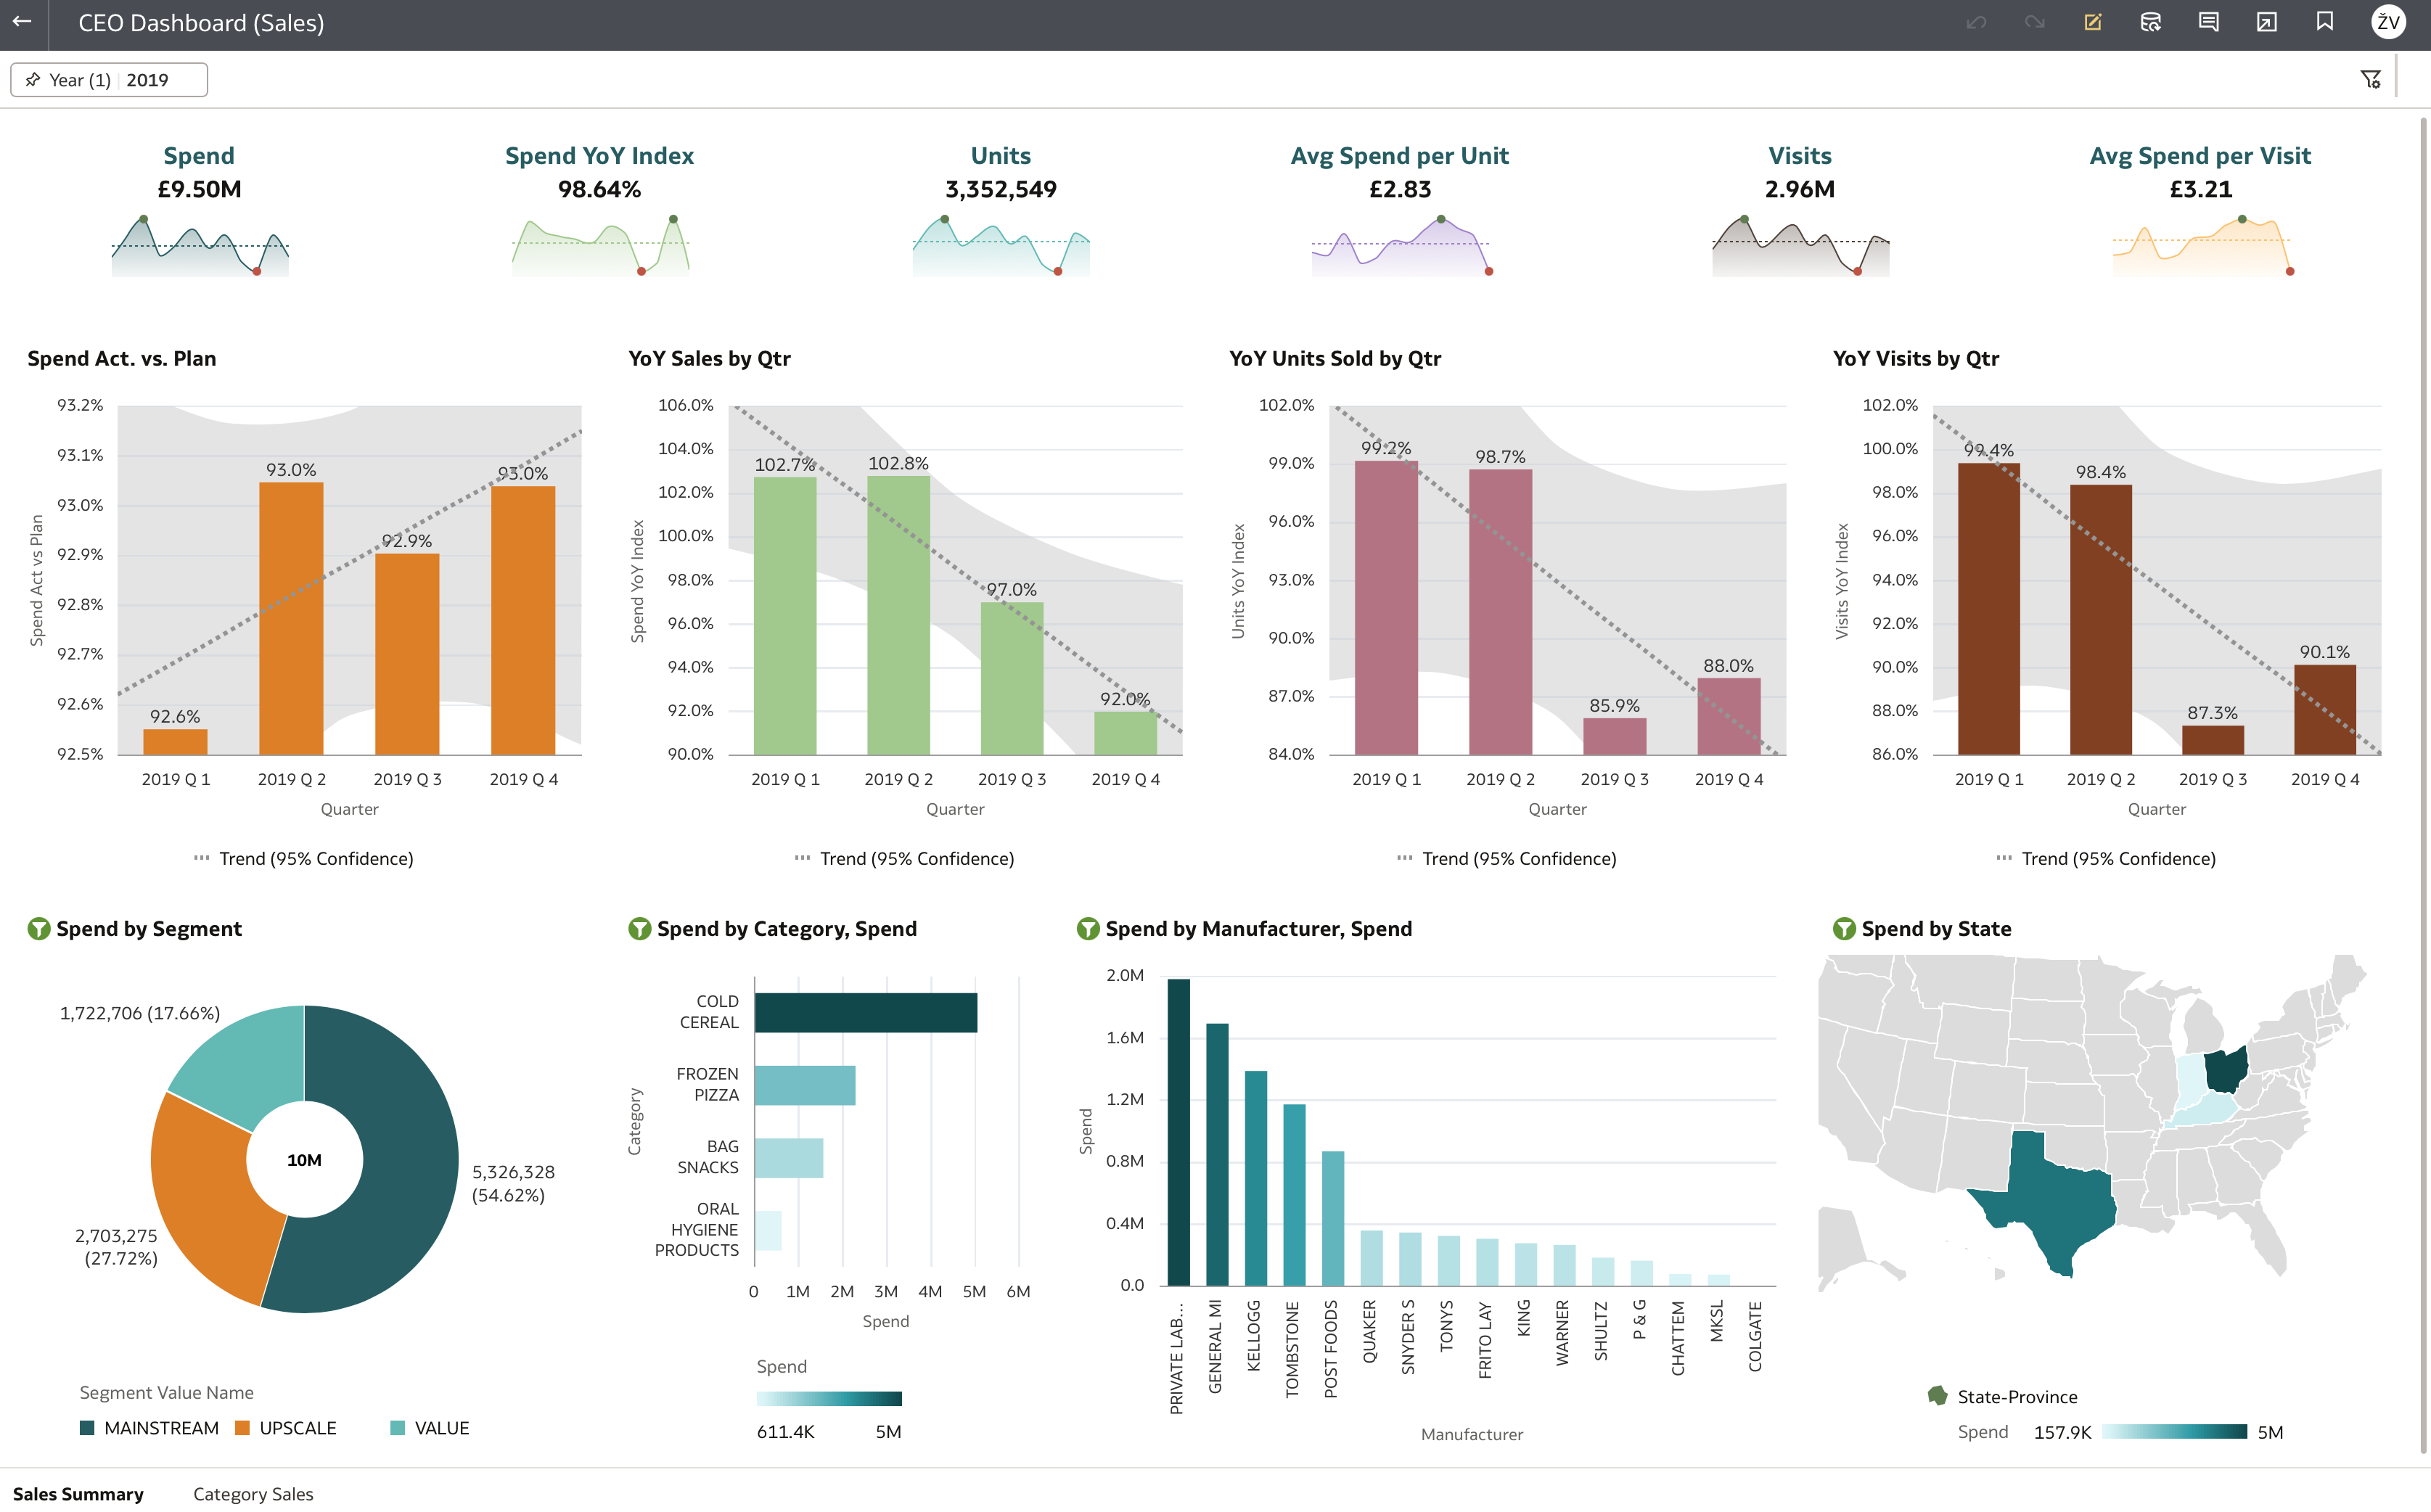 CEO Dashboard (Sales)
ŽV
Year (1) 2019
Spend
£9.50M
Spend YoY Index
98.64%
Units
3,352,549
Avg Spend per Unit
£2.83
Visits
2.96M
Avg Spend per Visit
£3.21
Spend Act. vs. Plan
93.2%
93.1%
93.0%
92.9%
92.8%
92.7%
92.6%
92.5%
Spend Act vs Plan
92.6%
93.0%
92.9%
93.0%
2019 Q 1
2019 Q 2
2019 Q 3
2019 Q 4
Quarter
Trend (95% Confidence)
YoY Sales by Qtr
106.0%
104.0%
102.0%
100.0%
98.0%
96.0%
94.0%
92.0%
90.0%
Spend YoY Index
102.7%
102.8%
97.0%
92.0%
2019 Q 1
2019 Q 2
2019 Q 3
2019 Q 4
Quarter
Trend (95% Confidence)
YoY Units Sold by Qtr
102.0%
99.0%
96.0%
93.0%
90.0%
87.0%
84.0%
Units YoY Index
99.2%
98.7%
85.9%
88.0%
2019 Q 1
2019 Q 2
2019 Q 3
2019 Q 4
Quarter
Trend (95% Confidence)
YoY Visits by Qtr
102.0%
100.0%
98.0%
96.0%
94.0%
92.0%
90.0%
88.0%
86.0%
Visits YoY Index
99.4%
98.4%
87.3%
90.1%
2019 Q 1
2019 Q 2
2019 Q 3
2019 Q 4
Quarter
Trend (95% Confidence)
Spend by Segment
1,722,706 (17.66%)
10M
5,326,328
(54.62%)
2,703,275
(27.72%)
Segment Value Name
MAINSTREAM
UPSCALE
VALUE
Spend by Category, Spend
Category
COLD
CEREAL
FROZEN
PIZZA
BAG
SNACKS
ORAL
HYGIENE
PRODUCTS
0
1M
2M
3M
4M
5M
6M
Spend
Spend
611.4K
5M
Spend by Manufacturer, Spend
2.0M
1.6M
1.2M
0.8M
0.4M
0.0
Spend
PRIVATE LAB...
GENERAL MI
KELLOGG
TOMBSTONE
POST FOODS
QUAKER
SNYDER S
TONYS
FRITO LAY
KING
WARNER
SHULTZ
P & G
CHATTEM
MKSL
COLGATE
Manufacturer
Spend by State
State-Province
Spend
157.9K
5M
Sales Summary
Category Sales